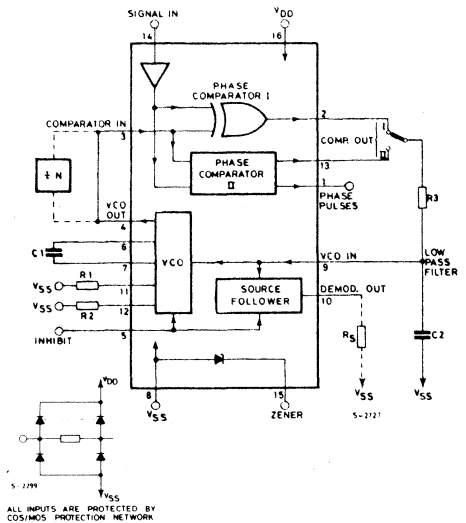 SIGNAL IN
VDD
14
16
PHASE
COMPARATOR I
COMPARATOR IN
3
2
I
COMP. OUT
II
13
PHASE
COMPARATOR
II
1
PHASE
PULSES
÷ N
VCO
OUT
4
R3
C1
6
7
VCO
VCO IN
9
LOW
PASS
FILTER
VSS
R1
11
SOURCE
FOLLOWER
DEMOD. OUT
10
VSS
R2
12
INHIBIT
5
RS
C2
8
VSS
15
ZENER
VSS
VSS
S-2727
VDD
S-2299
VSS
ALL INPUTS ARE PROTECTED BY
COS/MOS PROTECTION NETWORK